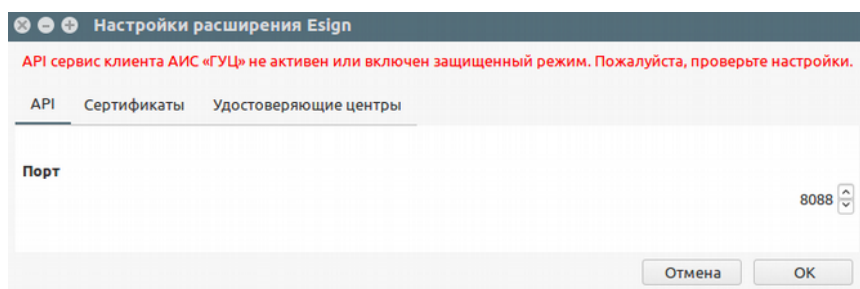 Настройки расширения Esign
API сервис клиента АИС «ГУЦ» не активен или включен защищенный режим. Пожалуйста, проверьте настройки.
API Сертификаты Удостоверяющие центры
Порт
8088
Отмена OK